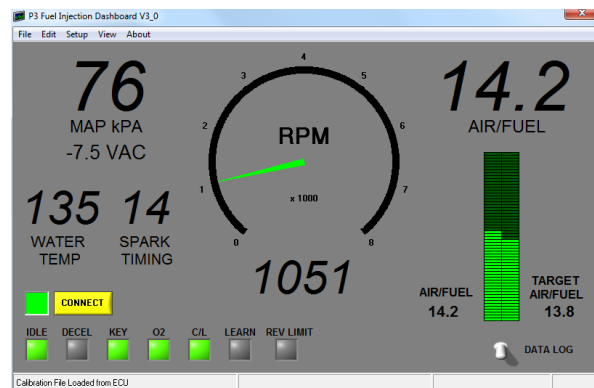 P3 Fuel Injection Dashboard V3_0
File Edit Setup View About
76
MAP kPA
-7.5 VAC
135
WATER
TEMP
14
SPARK
TIMING
0
1
2
3
4
5
6
7
8
RPM
x 1000
1051
14.2
AIR/FUEL
AIR/FUEL
14.2
TARGET
AIR/FUEL
13.8
CONNECT
IDLE DECEL KEY O2 C/L LEARN REV LIMIT
DATA LOG
Calibration File Loaded from ECU